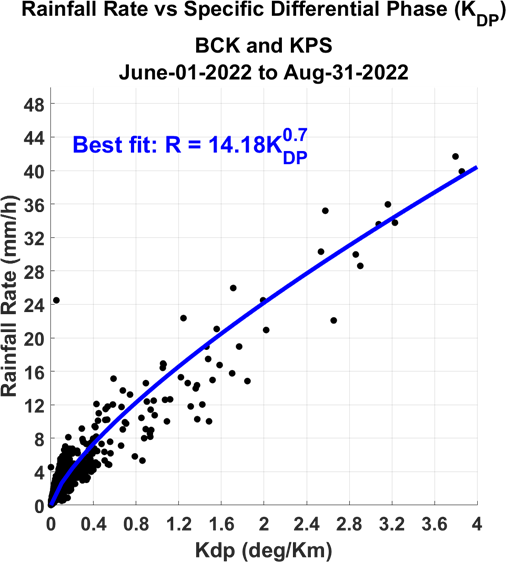 Rainfall Rate vs Specific Differential Phase (K_DP)
BCK and KPS
June-01-2022 to Aug-31-2022
Best fit: R = 14.18K_DP^0.7
Rainfall Rate (mm/h)
48
44
40
36
32
28
24
20
16
12
8
4
0
0 0.4 0.8 1.2 1.6 2 2.4 2.8 3.2 3.6 4
Kdp (deg/Km)